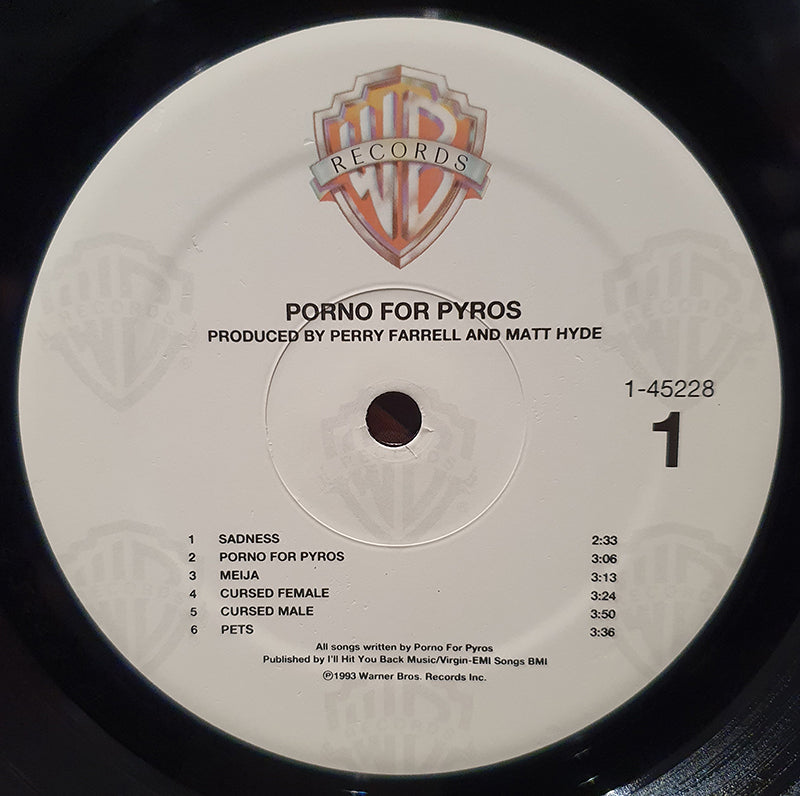 WB
RECORDS
PORNO FOR PYROS
PRODUCED BY PERRY FARRELL AND MATT HYDE
1-45228
1
1 SADNESS 2:33
2 PORNO FOR PYROS 3:06
3 MEIJA 3:13
4 CURSED FEMALE 3:24
5 CURSED MALE 3:50
6 PETS 3:36
All songs written by Porno For Pyros
Published by I'll Hit You Back Music/Virgin-EMI Songs BMI
℗1993 Warner Bros. Records Inc.